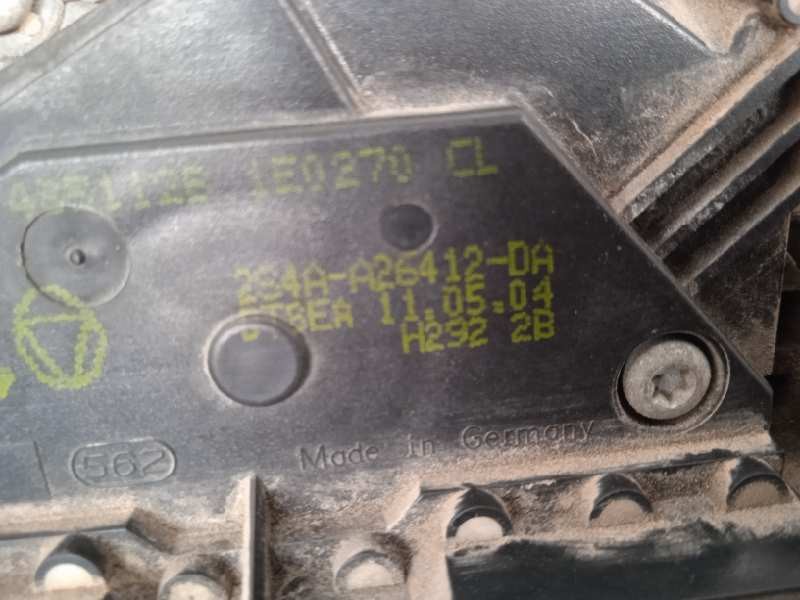 1E0270 CL
2S4A-A26412-DA
11.05.04
H292 2B
562
Made in Germany